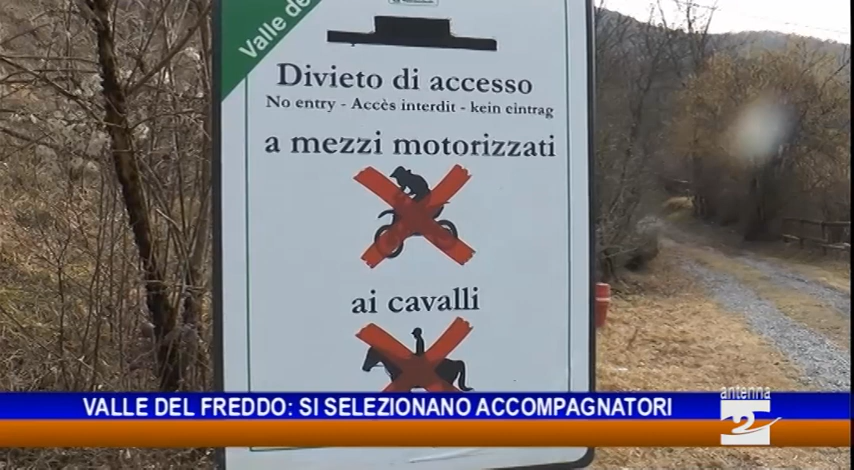 Valle de
Divieto di accesso
No entry - Accès interdit - kein eintrag
a mezzi motorizzati
ai cavalli
VALLE DEL FREDDO: SI SELEZIONANO ACCOMPAGNATORI
antenna
2